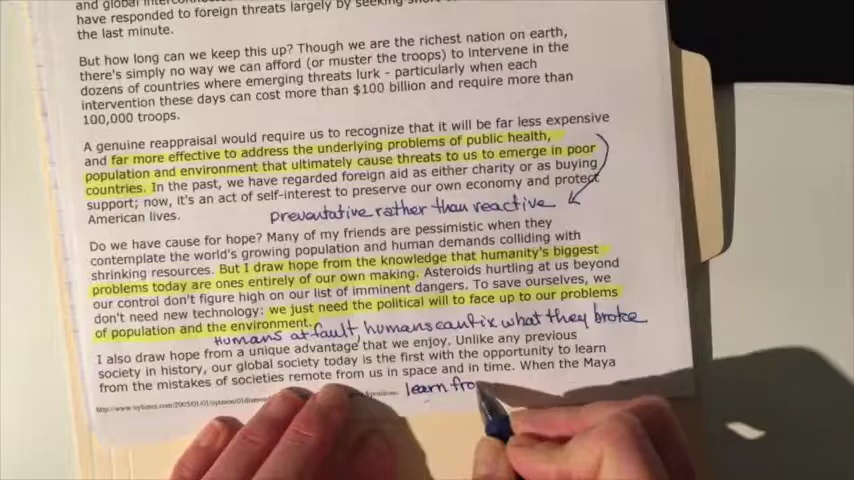 and global
have responded to foreign threats largely by seeking short
the last minute.
But how long can we keep this up? Though we are the richest nation on earth,
there's simply no way we can afford (or muster the troops) to intervene in the
dozens of countries where emerging threats lurk - particularly when each
intervention these days can cost more than $100 billion and require more than
100,000 troops.
A genuine reappraisal would require us to recognize that it will be far less expensive
and far more effective to address the underlying problems of public health,
population and environment that ultimately cause threats to us to emerge in poor
countries. In the past, we have regarded foreign aid as either charity or as buying
support; now, it's an act of self-interest to preserve our own economy and protect
American lives.
preventative rather than reactive
Do we have cause for hope? Many of my friends are pessimistic when they
contemplate the world's growing population and human demands colliding with
shrinking resources. But I draw hope from the knowledge that humanity's biggest
problems today are ones entirely of our own making. Asteroids hurtling at us beyond
our control don't figure high on our list of imminent dangers. To save ourselves, we
don't need new technology: we just need the political will to face up to our problems
of population and the environment.
Humans at fault, humans can fix what they broke
I also draw hope from a unique advantage that we enjoy. Unlike any previous
society in history, our global society today is the first with the opportunity to learn
from the mistakes of societies remote from us in space and in time. When the Maya
learn fro